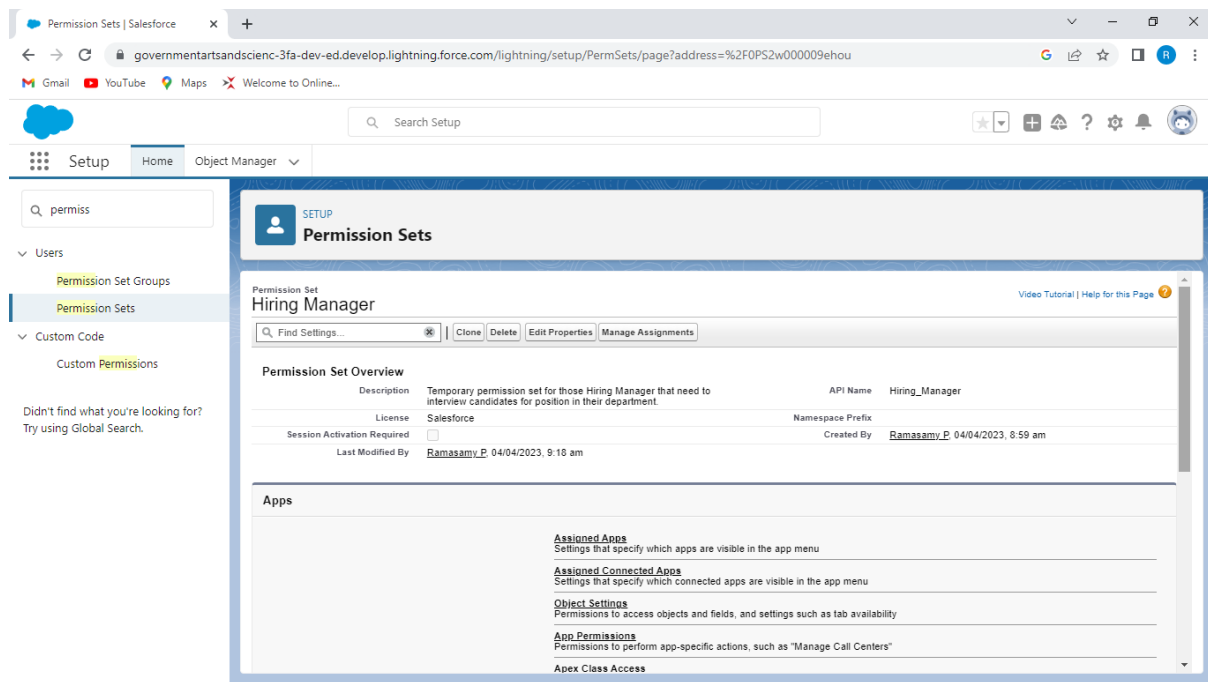 Permission Sets | Salesforce
governmentartsandscienc-3fa-dev-ed.develop.lightning.force.com/lightning/setup/PermSets/page?address=%2F0PS2w000009ehou
G
R
Gmail YouTube Maps Welcome to Online...
Search Setup
Setup Home Object Manager
permiss
Users
Permission Set Groups
Permission Sets
Custom Code
Custom Permissions
Didn't find what you're looking for?
Try using Global Search.
SETUP
Permission Sets
Permission Set
Hiring Manager
Video Tutorial | Help for this Page ?
Find Settings... | Clone Delete Edit Properties Manage Assignments
Permission Set Overview
Description Temporary permission set for those Hiring Manager that need to
interview candidates for position in their department.
API Name Hiring_Manager
License Salesforce Namespace Prefix
Session Activation Required Created By Ramasamy P, 04/04/2023, 8:59 am
Last Modified By Ramasamy P, 04/04/2023, 9:18 am
Apps
Assigned Apps
Settings that specify which apps are visible in the app menu
Assigned Connected Apps
Settings that specify which connected apps are visible in the app menu
Object Settings
Permissions to access objects and fields, and settings such as tab availability
App Permissions
Permissions to perform app-specific actions, such as "Manage Call Centers"
Apex Class Access